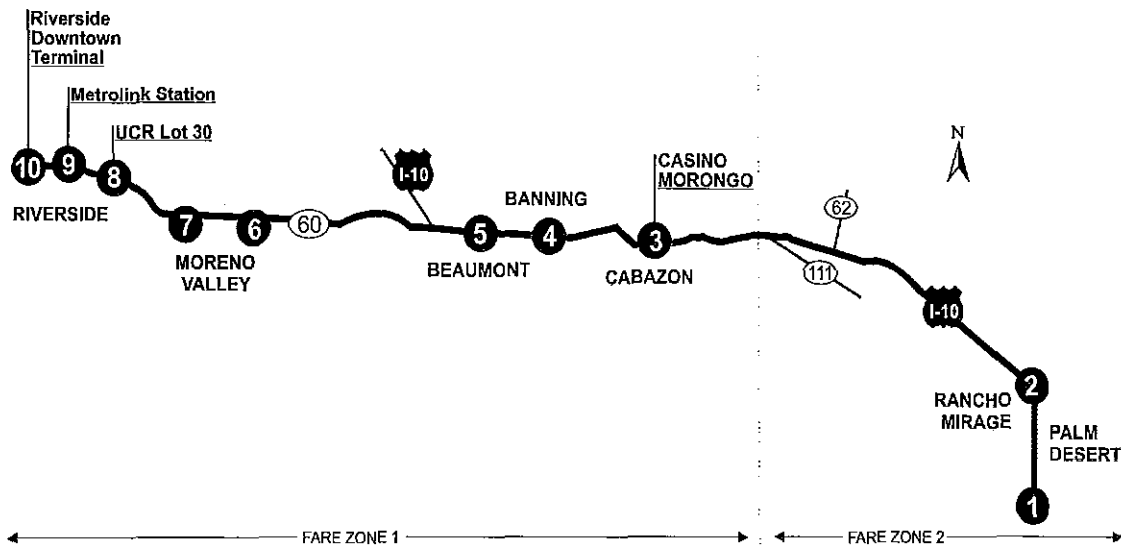 Riverside
Downtown
Terminal
Metrolink Station
UCR Lot 30
10
9
8
RIVERSIDE
7
6
60
MORENO
VALLEY
I-10
BANNING
5
4
BEAUMONT
CASINO
MORONGO
3
CABAZON
N
62
111
I-10
2
RANCHO
MIRAGE
PALM
DESERT
1
FARE ZONE 1
FARE ZONE 2